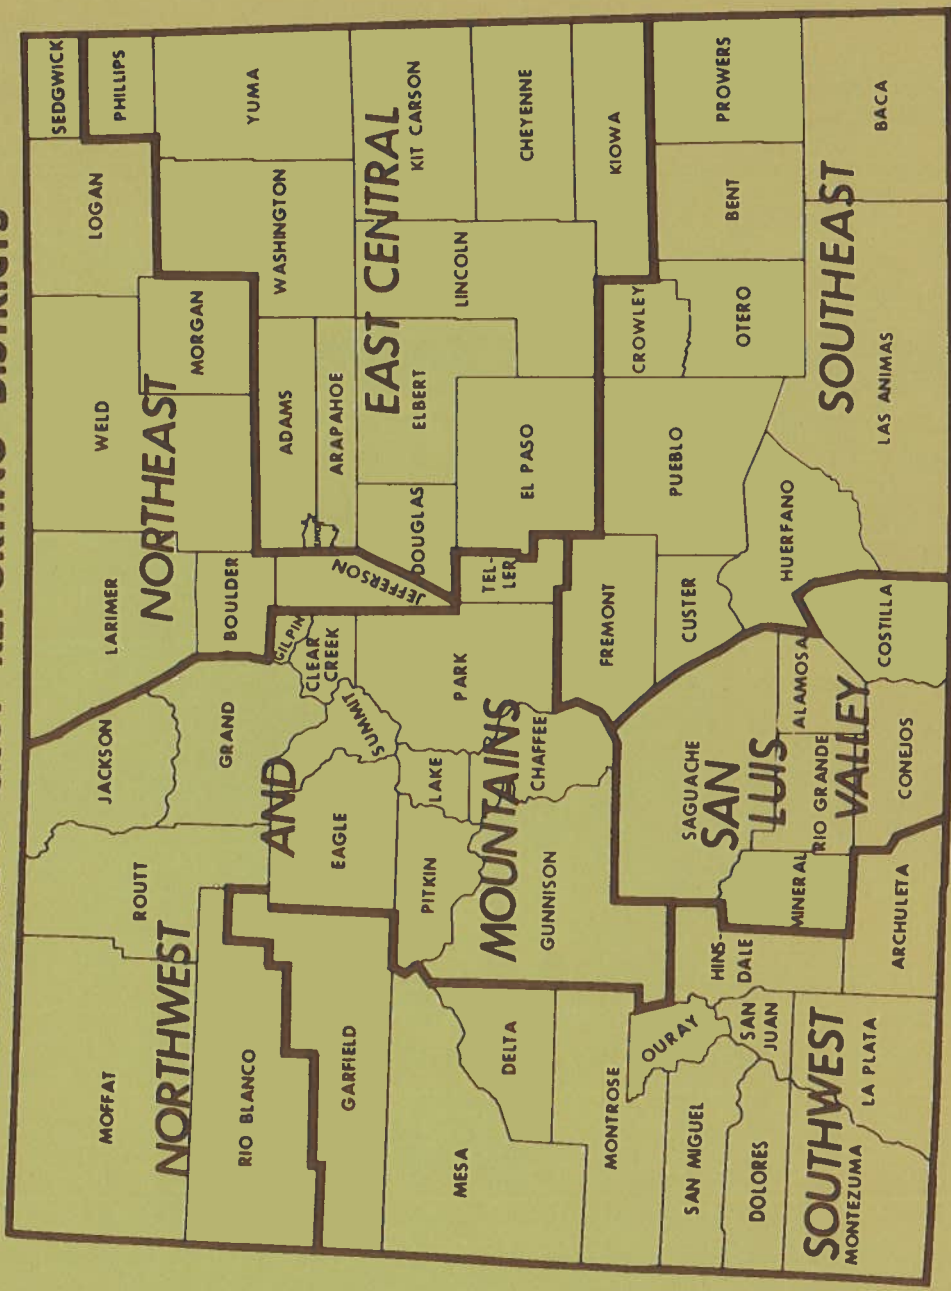 REPORTING DISTRICTS
MOFFAT
ROUTT
JACKSON
LARIMER
WELD
LOGAN
SEDGWICK
PHILLIPS
NORTHWEST
AND
MOUNTAINS
NORTHEAST
MORGAN
RIO BLANCO
GRAND
BOULDER
GILPIN
CLEAR
CREEK
JEFFERSON
ADAMS
ARAPAHOE
WASHINGTON
YUMA
GARFIELD
EAGLE
SUMMIT
DOUGLAS
ELBERT
EAST CENTRAL
KIT CARSON
LINCOLN
MESA
PITKIN
LAKE
PARK
TEL-
LER
EL PASO
CHEYENNE
DELTA
GUNNISON
CHAFFEE
KIOWA
MONTROSE
OURAY
FREMONT
CUSTER
PUEBLO
CROWLEY
OTERO
BENT
PROWERS
SAN MIGUEL
HINS-
DALE
SAGUACHE
SAN
LUIS
VALLEY
DOLORES
SAN
JUAN
MINERAL
RIO GRANDE
ALAMOSA
HUERFANO
SOUTHEAST
LAS ANIMAS
BACA
SOUTHWEST
MONTEZUMA
LA PLATA
ARCHULETA
CONEJOS
COSTILLA